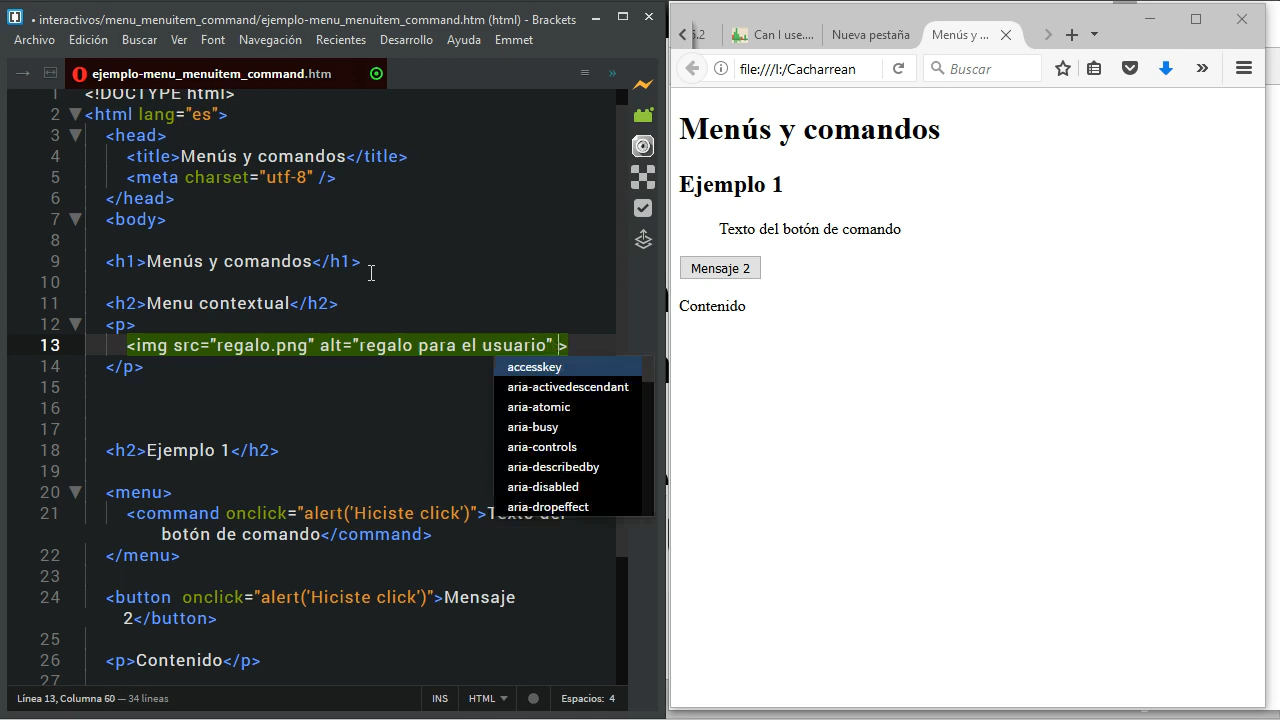 • interactivos/menu_menuitem_command/ejemplo-menu_menuitem_command.htm (html) - Brackets
Archivo Edición Buscar Ver Font Navegación Recientes Desarrollo Ayuda Emmet
ejemplo-menu_menuitem_command.htm
1 <!DOCTYPE html>
2 <html lang="es">
3 <head>
4 <title>Menús y comandos</title>
5 <meta charset="utf-8" />
6 </head>
7 <body>
8
9 <h1>Menús y comandos</h1>
10
11 <h2>Menu contextual</h2>
12 <p>
13 <img src="regalo.png" alt="regalo para el usuario" >
14 </p>
15
16
17
18 <h2>Ejemplo 1</h2>
19
20 <menu>
21 <command onclick="alert('Hiciste click')">Texto del
botón de comando</command>
22 </menu>
23
24 <button onclick="alert('Hiciste click')">Mensaje
2</button>
25
26 <p>Contenido</p>
27
accesskey
aria-activedescendant
aria-atomic
aria-busy
aria-controls
aria-describedby
aria-disabled
aria-dropeffect
Línea 13, Columna 60 — 34 líneas
INS HTML Espacios: 4
5.2 Can I use.... Nueva pestaña Menús y ...
file:///I:/Cacharrean Buscar
Menús y comandos
Ejemplo 1
Texto del botón de comando
Mensaje 2
Contenido